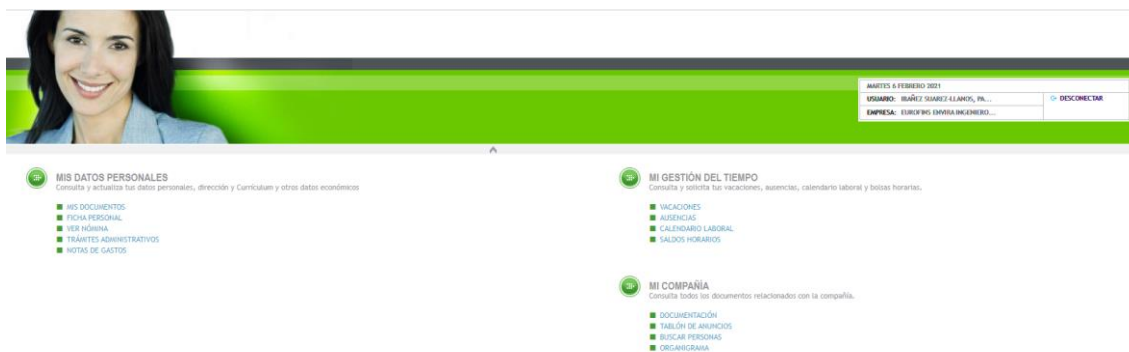 MARTES 6 FEBRERO 2021
USUARIO: IBAÑEZ SUAREZ-LLANOS, PA...
DESCONECTAR
EMPRESA: EUROFINS ENVIRA INGENIERO...
MIS DATOS PERSONALES
Consulta y actualiza tus datos personales, dirección y Currículum y otros datos económicos
MIS DOCUMENTOS
FICHA PERSONAL
VER NÓMINA
TRÁMITES ADMINISTRATIVOS
NOTAS DE GASTOS
MI GESTIÓN DEL TIEMPO
Consulta y solicita tus vacaciones, ausencias, calendario laboral y bolsas horarias.
VACACIONES
AUSENCIAS
CALENDARIO LABORAL
SALDOS HORARIOS
MI COMPAÑÍA
Consulta todos los documentos relacionados con la compañía.
DOCUMENTACIÓN
TABLÓN DE ANUNCIOS
BUSCAR PERSONAS
ORGANIGRAMA